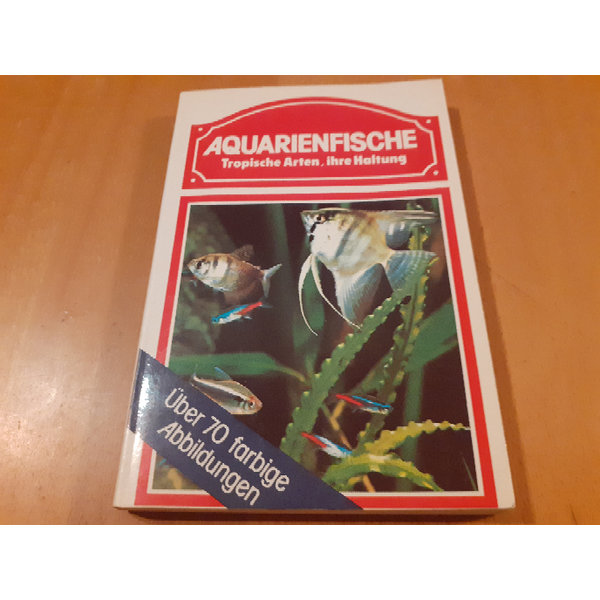 AQUARIENFISCHE
Tropische Arten, ihre Haltung
Über 70 farbige
Abbildungen